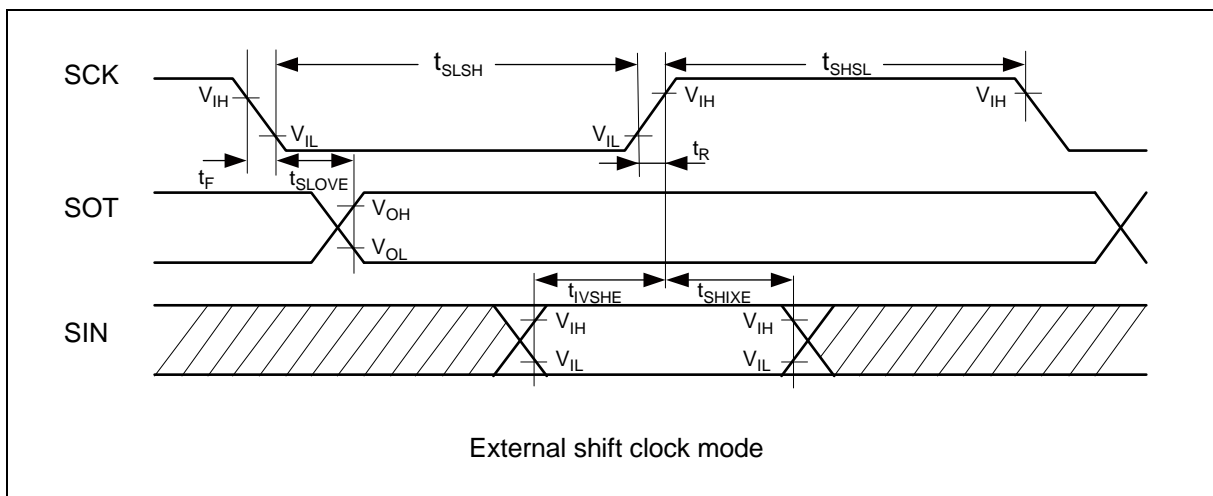 SCK
tSLSH
tSHSL
VIH
VIH
VIH
VIL
VIL
tR
tF
tSLOVE
SOT
VOH
VOL
tIVSHE
tSHIXE
SIN
VIH
VIH
VIL
VIL
External shift clock mode